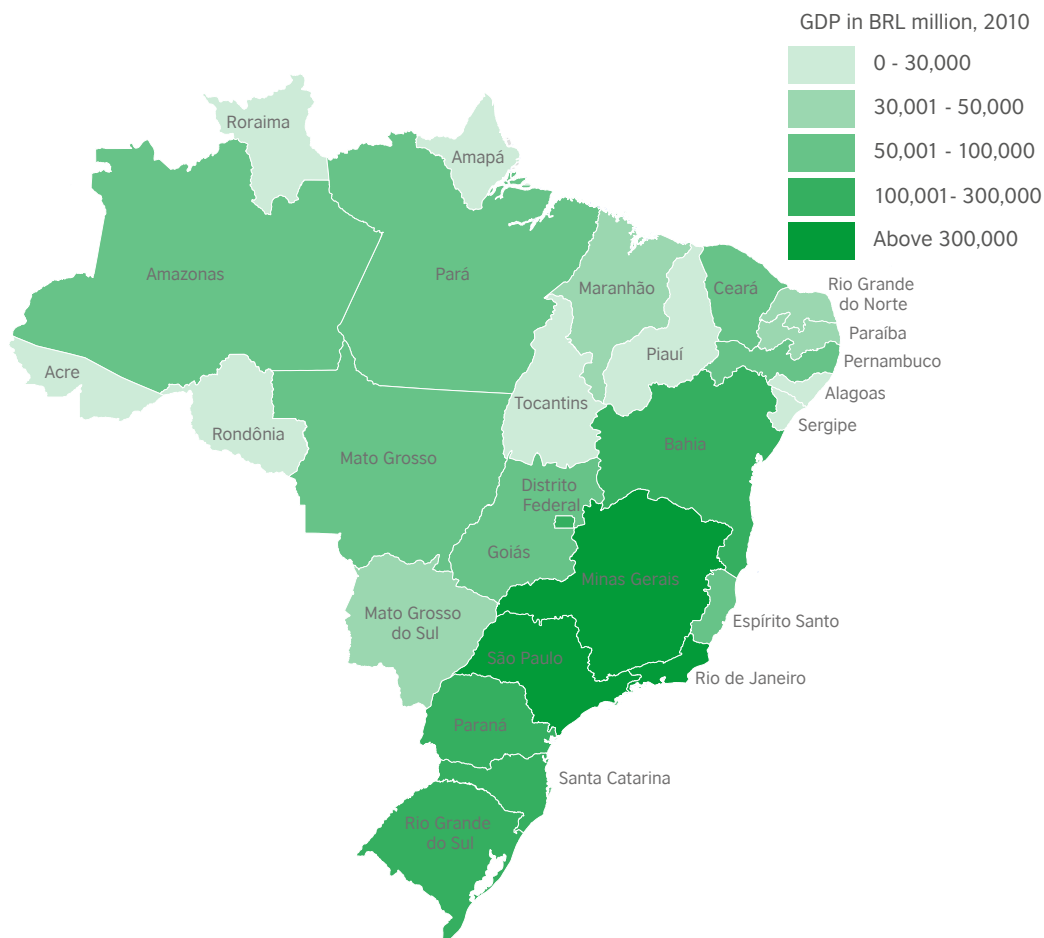 GDP in BRL million, 2010
0 - 30,000
30,001 - 50,000
50,001 - 100,000
100,001- 300,000
Above 300,000
Roraima
Amapá
Amazonas
Pará
Maranhão
Ceará
Rio Grande
do Norte
Paraíba
Piauí
Pernambuco
Acre
Alagoas
Tocantins
Sergipe
Rondônia
Bahia
Mato Grosso
Distrito
Federal
Goiás
Minas Gerais
Mato Grosso
do Sul
Espírito Santo
São Paulo
Rio de Janeiro
Paraná
Santa Catarina
Rio Grande
do Sul